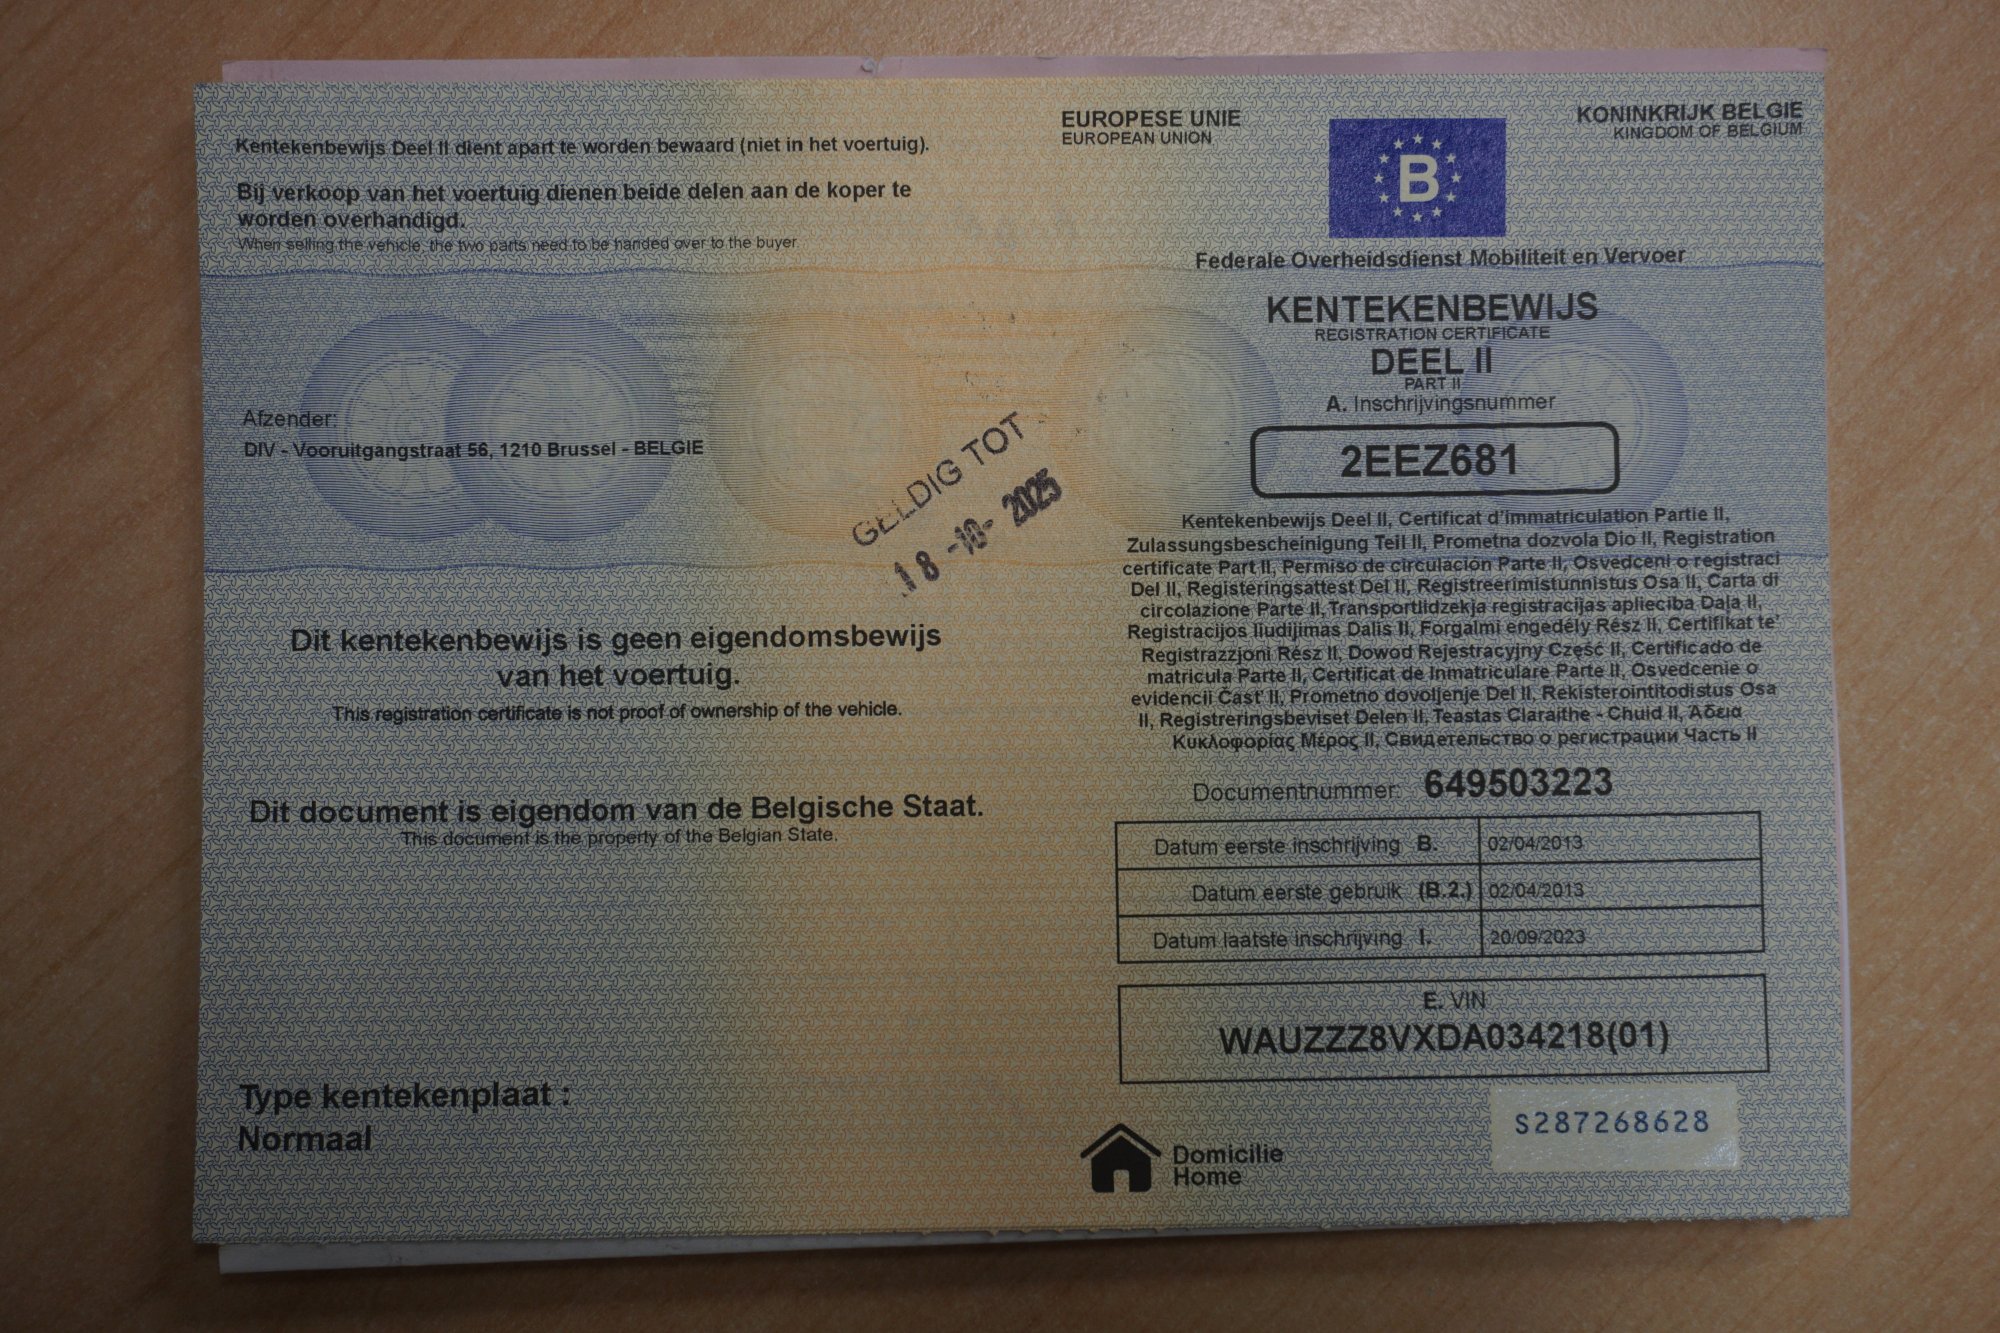 Kentekenbewijs Deel II dient apart te worden bewaard (niet in het voertuig).
Bij verkoop van het voertuig dienen beide delen aan de koper te
worden overhandigd.
When selling the vehicle, the two parts need to be handed over to the buyer.
Afzender:
DIV - Vooruitgangstraat 56, 1210 Brussel - BELGIE
GELDIG TOT
18 -10- 2025
Dit kentekenbewijs is geen eigendomsbewijs
van het voertuig.
This registration certificate is not proof of ownership of the vehicle.
Dit document is eigendom van de Belgische Staat.
This document is the property of the Belgian State.
Type kentekenplaat :
Normaal
EUROPESE UNIE
EUROPEAN UNION
B
KONINKRIJK BELGIE
KINGDOM OF BELGIUM
Federale Overheidsdienst Mobiliteit en Vervoer
KENTEKENBEWIJS
REGISTRATION CERTIFICATE
DEEL II
PART II
A. Inschrijvingsnummer
2EEZ681
Kentekenbewijs Deel II, Certificat d'immatriculation Partie II,
Zulassungsbescheinigung Teil II, Prometna dozvola Dio II, Registration
certificate Part II, Permiso de circulación Parte II, Osvedceni o registraci
Del II, Registeringsattest Del II, Registreerimistunnistus Osa II, Carta di
circolazione Parte II, Transportlidzekja registracijas aplieciba Daļa II,
Registracijos liudijimas Dalis II, Forgalmi engedély Rész II, Certifikat te'
Registrazzjoni Rész II, Dowod Rejestracyjny Część II, Certificado de
matricula Parte II, Certificat de Inmatriculare Parte II, Osvedcenie o
evidencii Časť II, Prometno dovoljenje Del II, Rekisterointitodistus Osa
II, Registreringsbeviset Delen II, Teastas Claraithe - Chuid II, Άδεια
Κυκλοφορίας Μέρος II, Свидетельство о регистрации Часть II
Documentnummer: 649503223
Datum eerste inschrijving B. 02/04/2013
Datum eerste gebruik (B.2.) 02/04/2013
Datum laatste inschrijving I. 20/09/2023
E. VIN
WAUZZZ8VXDA034218(01)
S287268628
Domicilie
Home